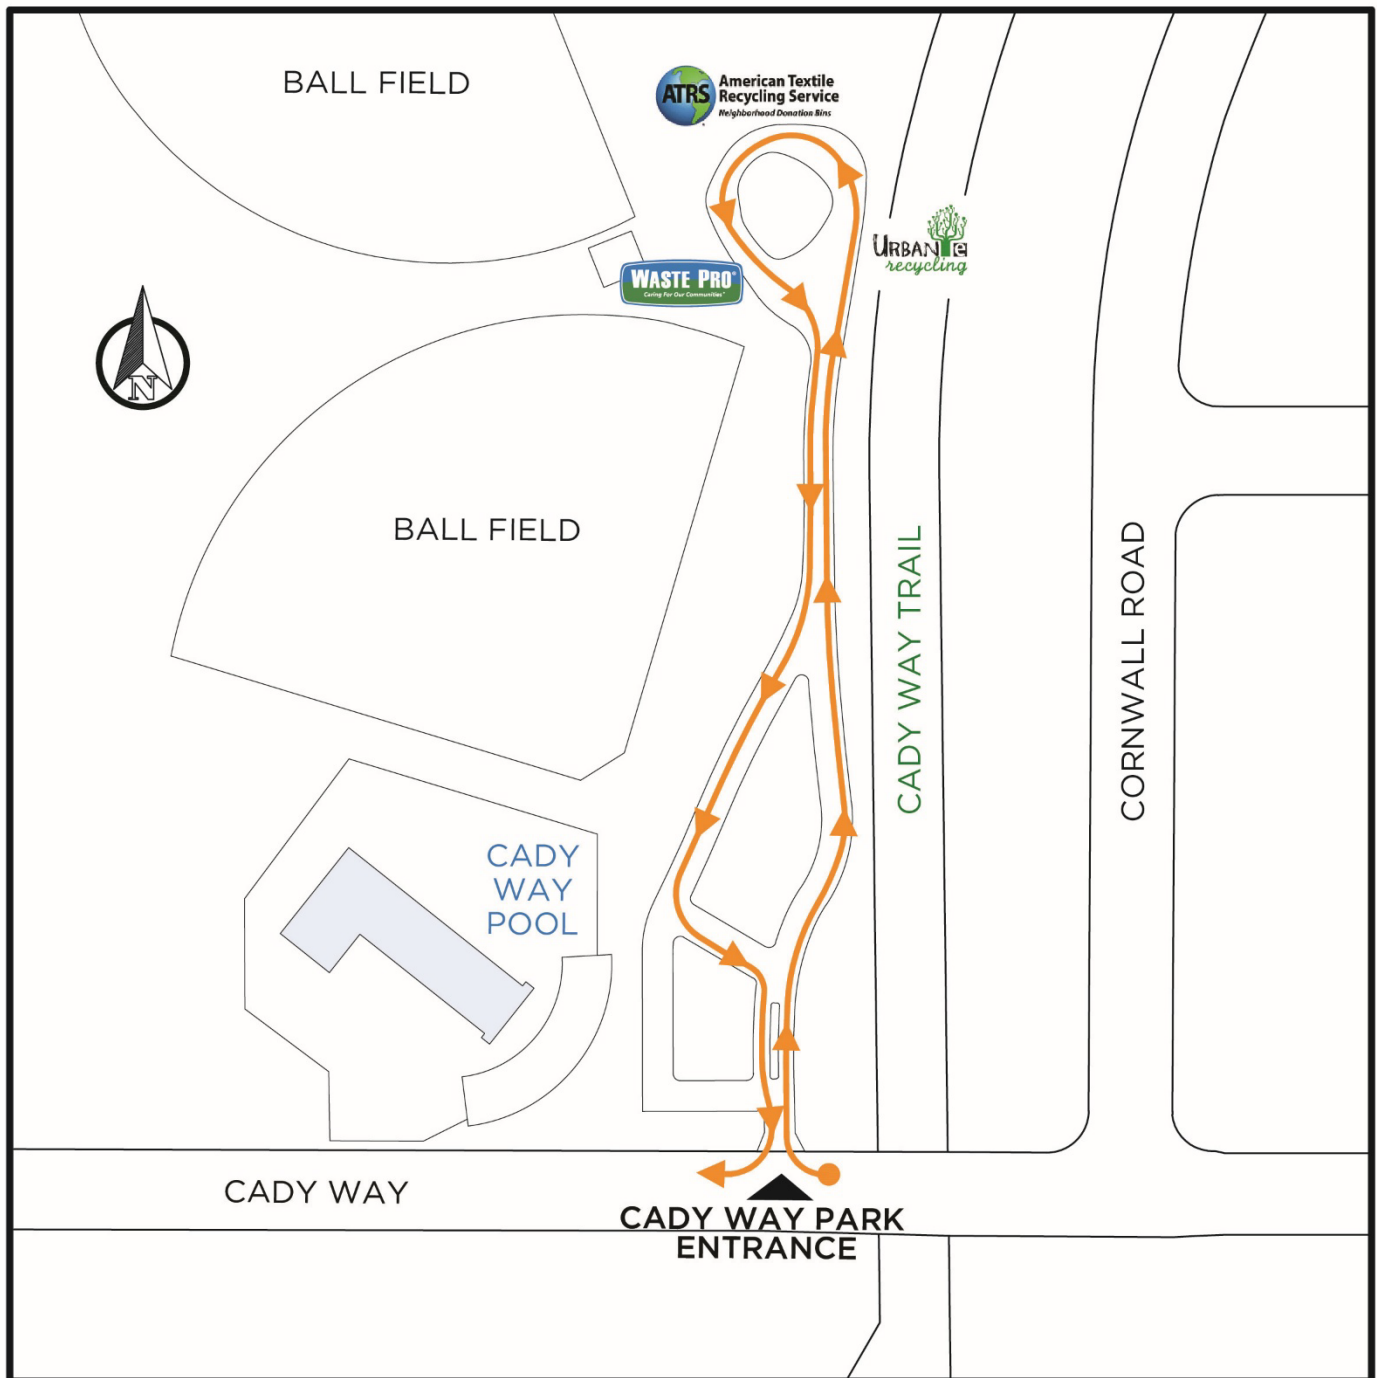 BALL FIELD
ATRS
American Textile
Recycling Service
Neighborhood Donation Bins
URBAN e
recycling
WASTE PRO
Caring For Our Communities
N
BALL FIELD
CADY WAY TRAIL
CORNWALL ROAD
CADY
WAY
POOL
CADY WAY
CADY WAY PARK
ENTRANCE